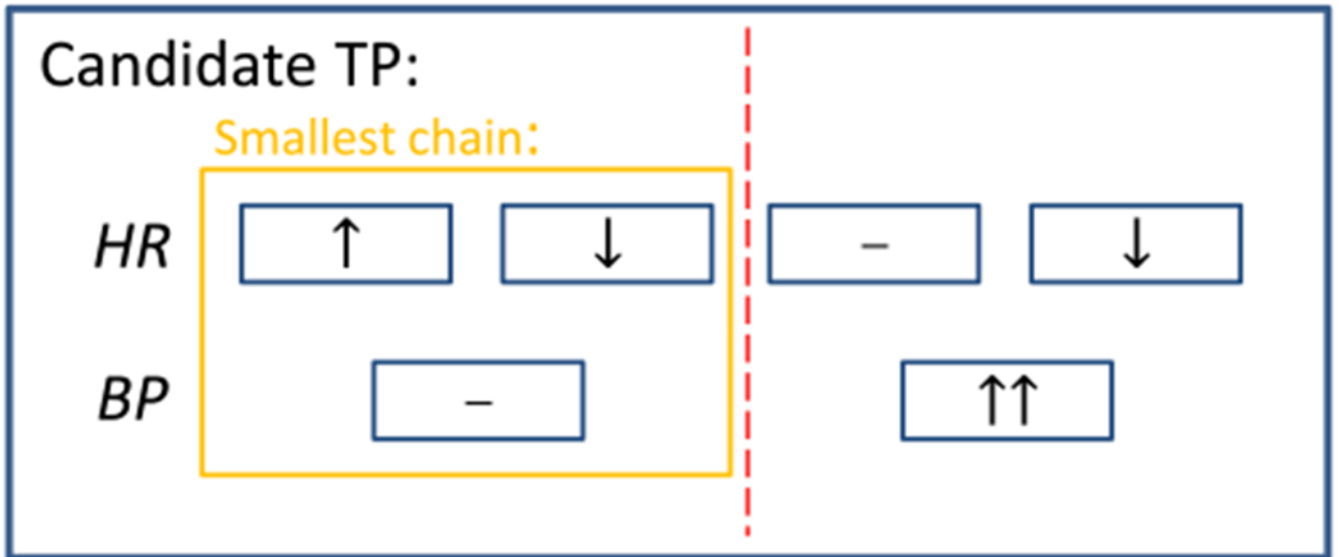 Candidate TP:
Smallest chain:
HR ↑ ↓ – ↓
BP – ↑↑